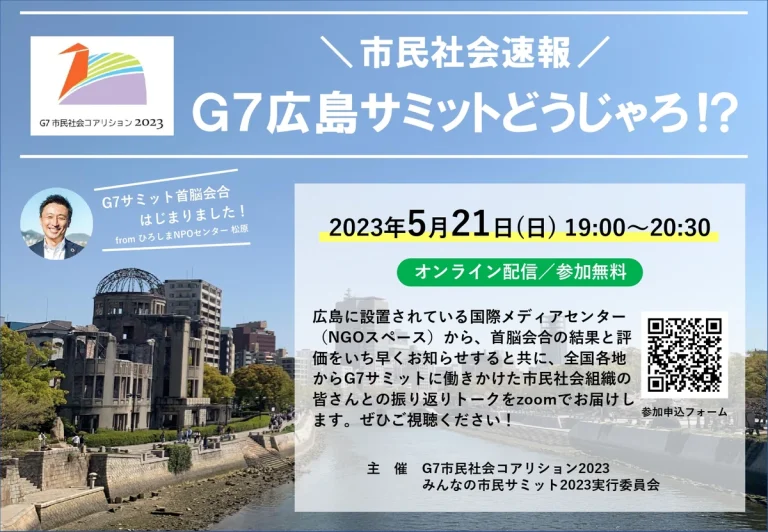 ＼市民社会速報／
G7広島サミットどうじゃろ!?
G7 市民社会コアリション 2023
G7サミット首脳会合
はじまりました！
from ひろしまNPOセンター 松原
2023年5月21日(日) 19:00～20:30
オンライン配信／参加無料
広島に設置されている国際メディアセンター
（NGOスペース）から、首脳会合の結果と評
価をいち早くお知らせすると共に、全国各地
からG7サミットに働きかけた市民社会組織の
皆さんとの振り返りトークをzoomでお届けし
ます。ぜひご視聴ください！
参加申込フォーム
主　催　G7市民社会コアリション2023
みんなの市民サミット2023実行委員会